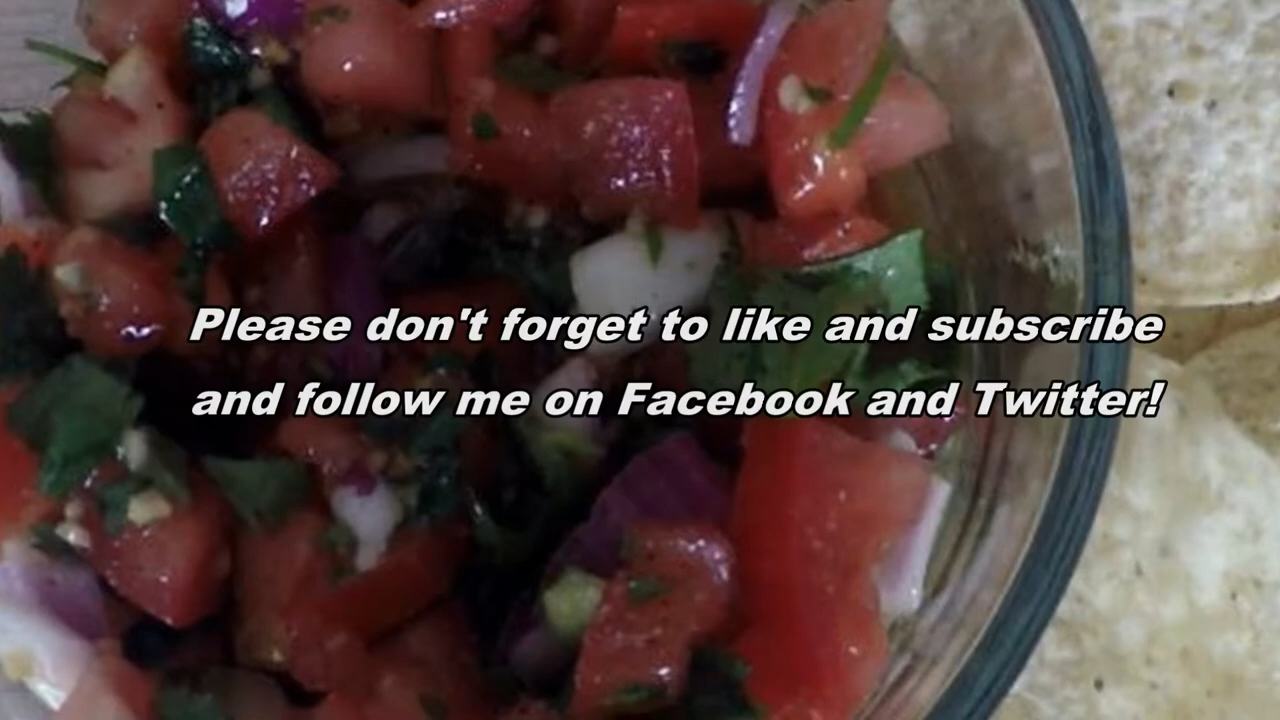 Please don't forget to like and subscribe
and follow me on Facebook and Twitter!